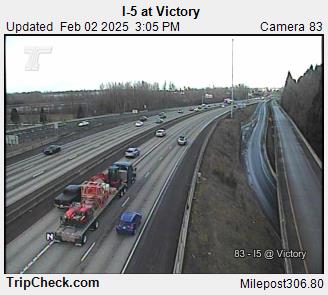 I-5 at Victory
Updated Feb 02 2025 3:05 PM Camera 83
Tr
N
83 - I5 @ Victory
TripCheck.com Milepost306.80